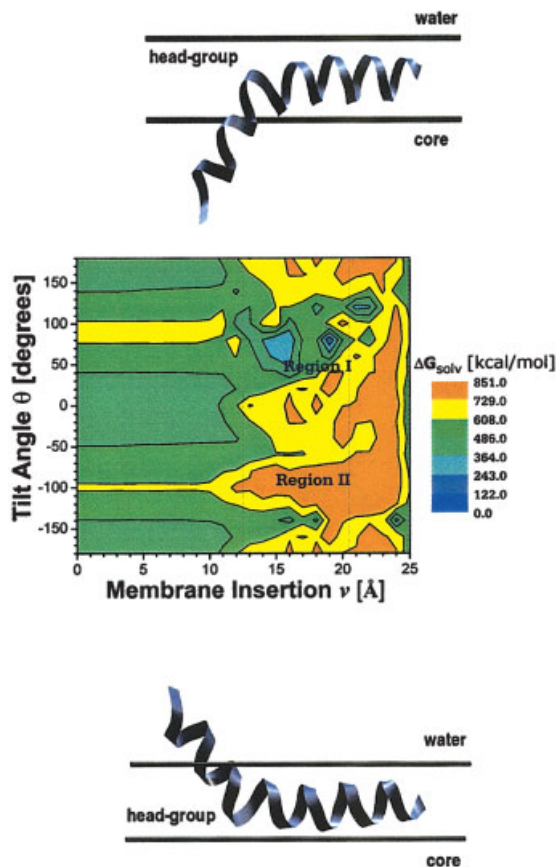 water
head-group
core
Tilt Angle θ [degrees]
150
100
50
0
-50
-100
-150
Region I
Region II
0 5 10 15 20 25
Membrane Insertion ν [Å]
ΔGsolv [kcal/mol]
851.0
729.0
608.0
486.0
364.0
243.0
122.0
0.0
water
head-group
core